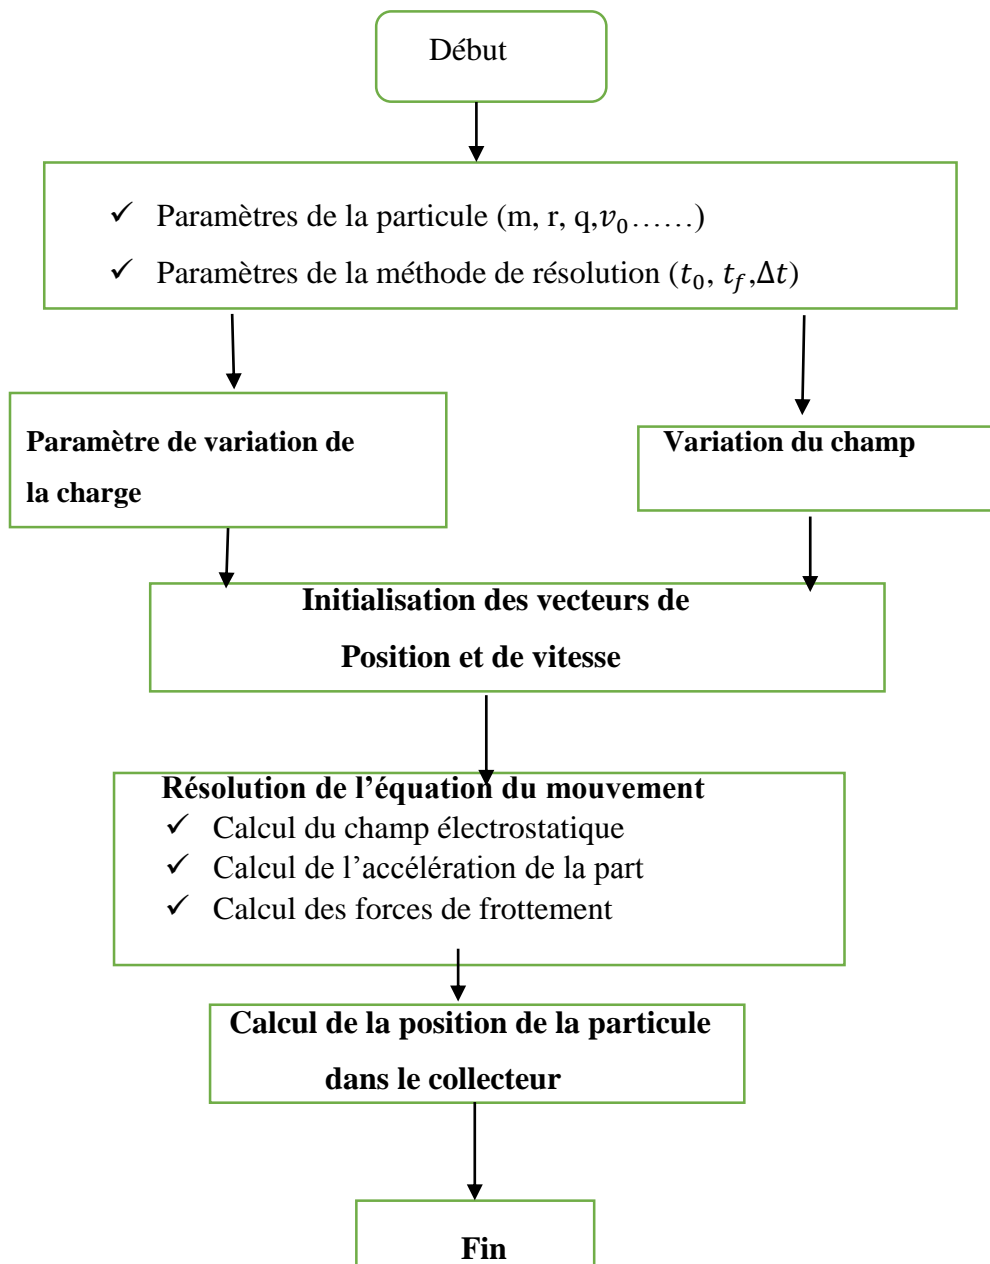 Début
✓ Paramètres de la particule (m, r, q,𝑣₀……)
✓ Paramètres de la méthode de résolution (𝑡₀, 𝑡_𝑓,Δ𝑡)
Paramètre de variation de
la charge
Variation du champ
Initialisation des vecteurs de
Position et de vitesse
Résolution de l’équation du mouvement
✓ Calcul du champ électrostatique
✓ Calcul de l’accélération de la part
✓ Calcul des forces de frottement
Calcul de la position de la particule
dans le collecteur
Fin